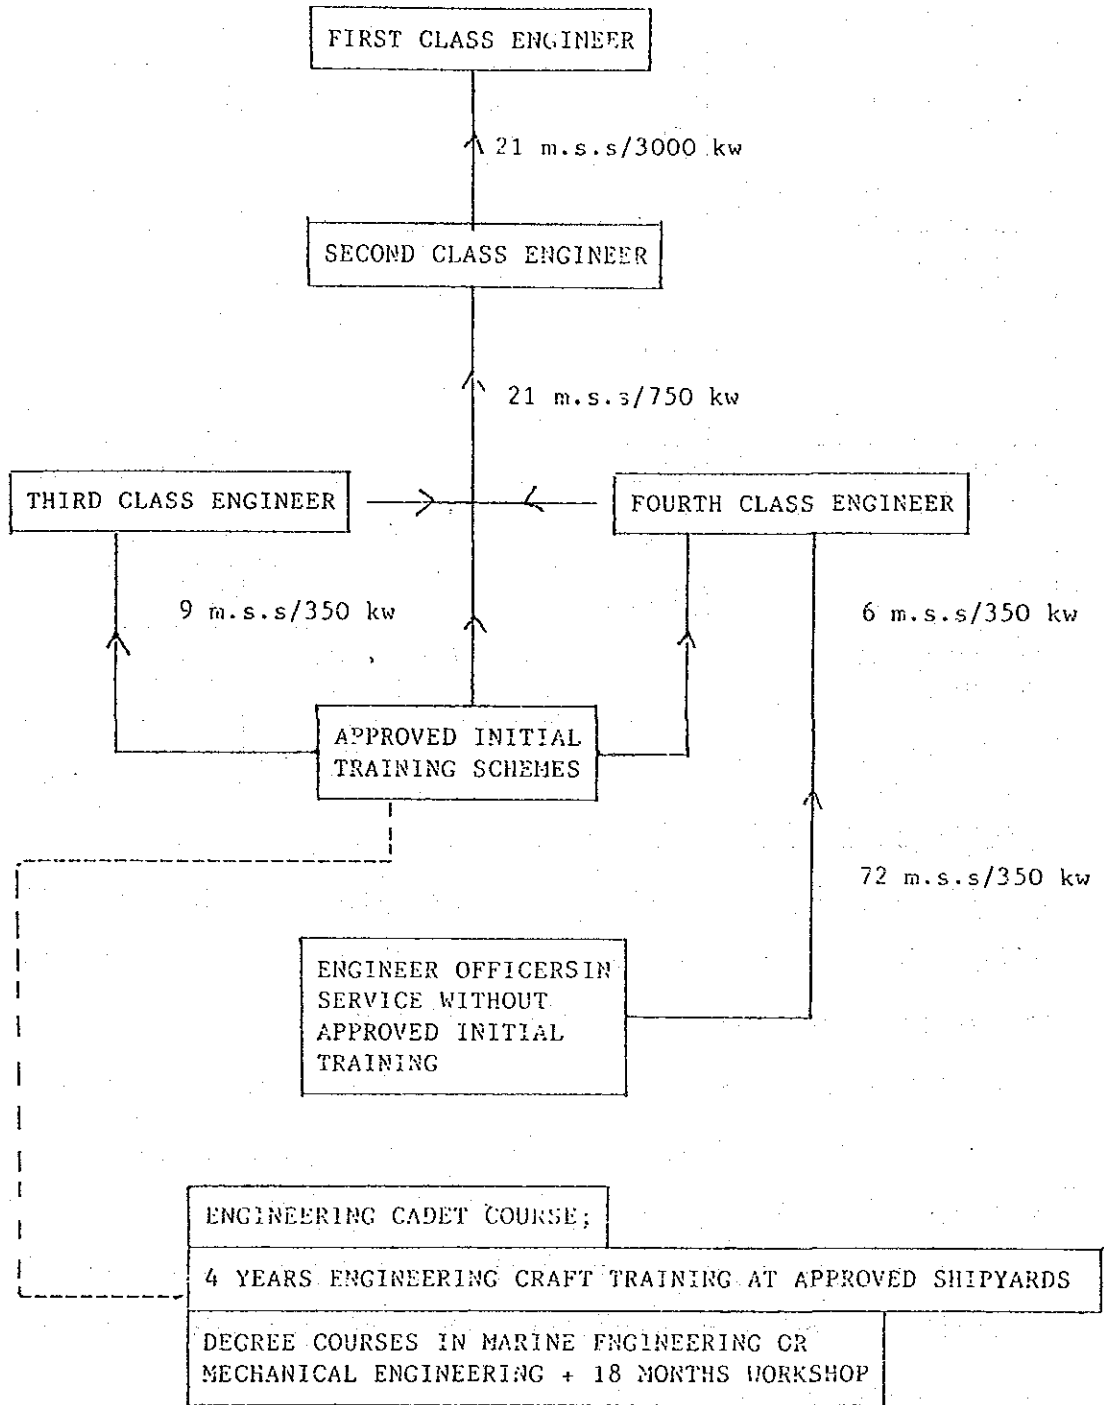 FIRST CLASS ENGINEER
21 m.s.s/3000 kw
SECOND CLASS ENGINEER
21 m.s.s/750 kw
THIRD CLASS ENGINEER
FOURTH CLASS ENGINEER
9 m.s.s/350 kw
6 m.s.s/350 kw
APPROVED INITIAL
TRAINING SCHEMES
72 m.s.s/350 kw
ENGINEER OFFICERSIN
SERVICE WITHOUT
APPROVED INITIAL
TRAINING
ENGINEERING CADET COURSE;
4 YEARS ENGINEERING CRAFT TRAINING AT APPROVED SHIPYARDS
DEGREE COURSES IN MARINE ENGINEERING OR
MECHANICAL ENGINEERING + 18 MONTHS WORKSHOP